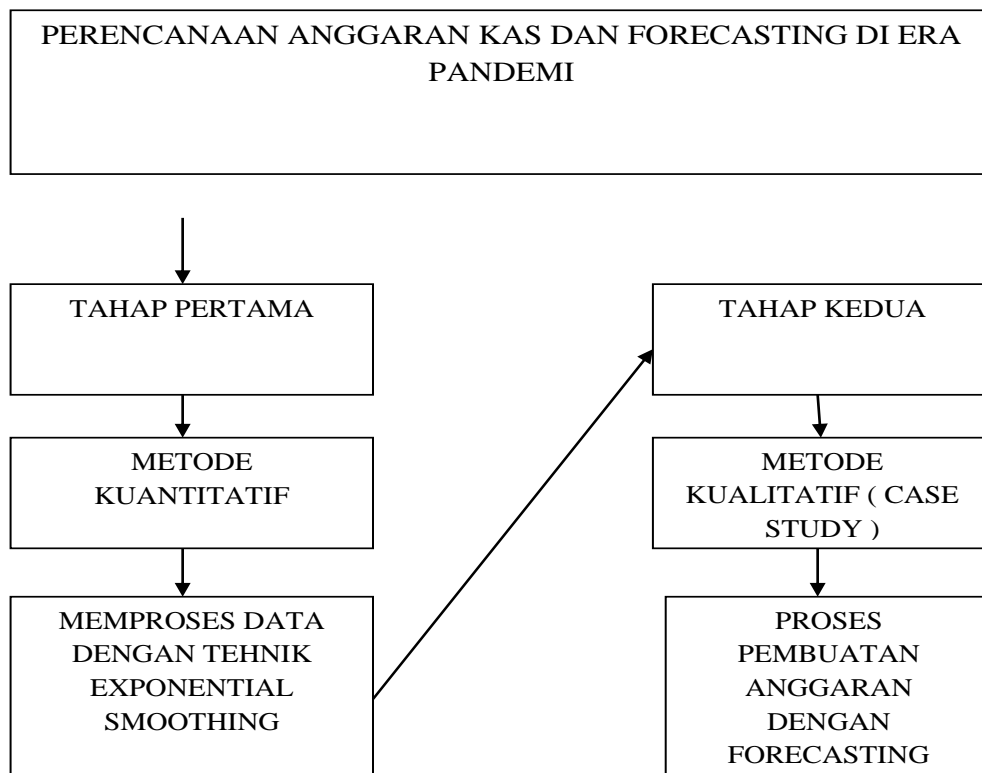 PERENCANAAN ANGGARAN KAS DAN FORECASTING DI ERA
PANDEMI
TAHAP PERTAMA
METODE
KUANTITATIF
MEMPROSES DATA
DENGAN TEHNIK
EXPONENTIAL
SMOOTHING
TAHAP KEDUA
METODE
KUALITATIF ( CASE
STUDY )
PROSES
PEMBUATAN
ANGGARAN
DENGAN
FORECASTING